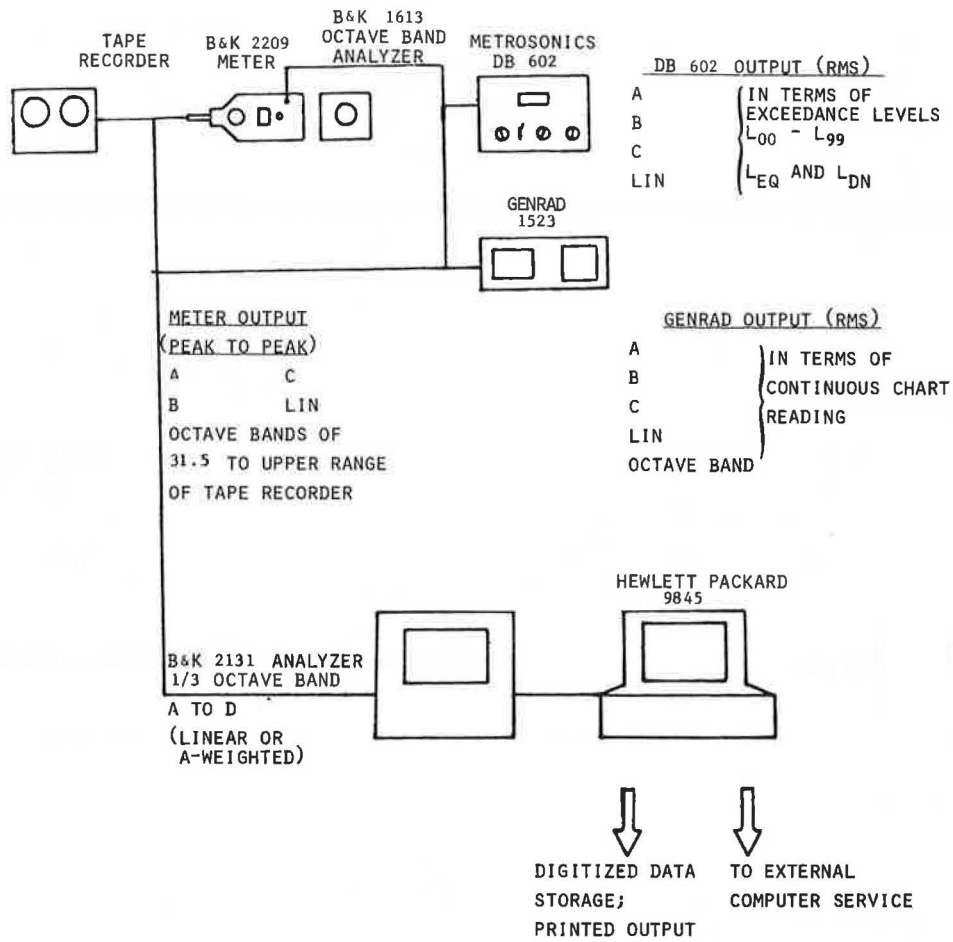 TAPE
RECORDER
B&K 2209
METER
B&K 1613
OCTAVE BAND
ANALYZER
METROSONICS
DB 602
DB 602 OUTPUT (RMS)
A
B
C
LIN
IN TERMS OF
EXCEEDANCE LEVELS
L00 - L99
LEQ AND LDN
GENRAD
1523
METER OUTPUT
(PEAK TO PEAK)
A C
B LIN
OCTAVE BANDS OF
31.5 TO UPPER RANGE
OF TAPE RECORDER
GENRAD OUTPUT (RMS)
A
B
C
LIN
OCTAVE BAND
IN TERMS OF
CONTINUOUS CHART
READING
HEWLETT PACKARD
9845
B&K 2131 ANALYZER
1/3 OCTAVE BAND
A TO D
(LINEAR OR
A-WEIGHTED)
DIGITIZED DATA
STORAGE;
PRINTED OUTPUT
TO EXTERNAL
COMPUTER SERVICE